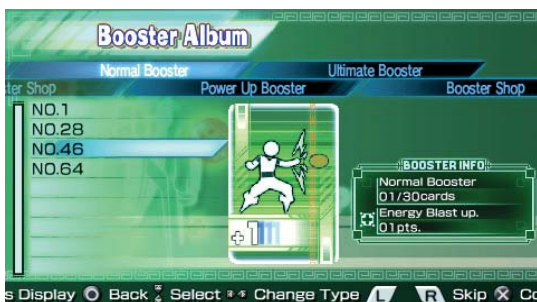 Booster Album
Normal Booster Ultimate Booster
ter Shop Power Up Booster Booster Shop
NO.1
NO.28
NO.46
NO.64
+1
BOOSTER INFO
Normal Booster
01/30cards
Energy Blast up.
01pts.
s Display Back Select Change Type L R Skip Co